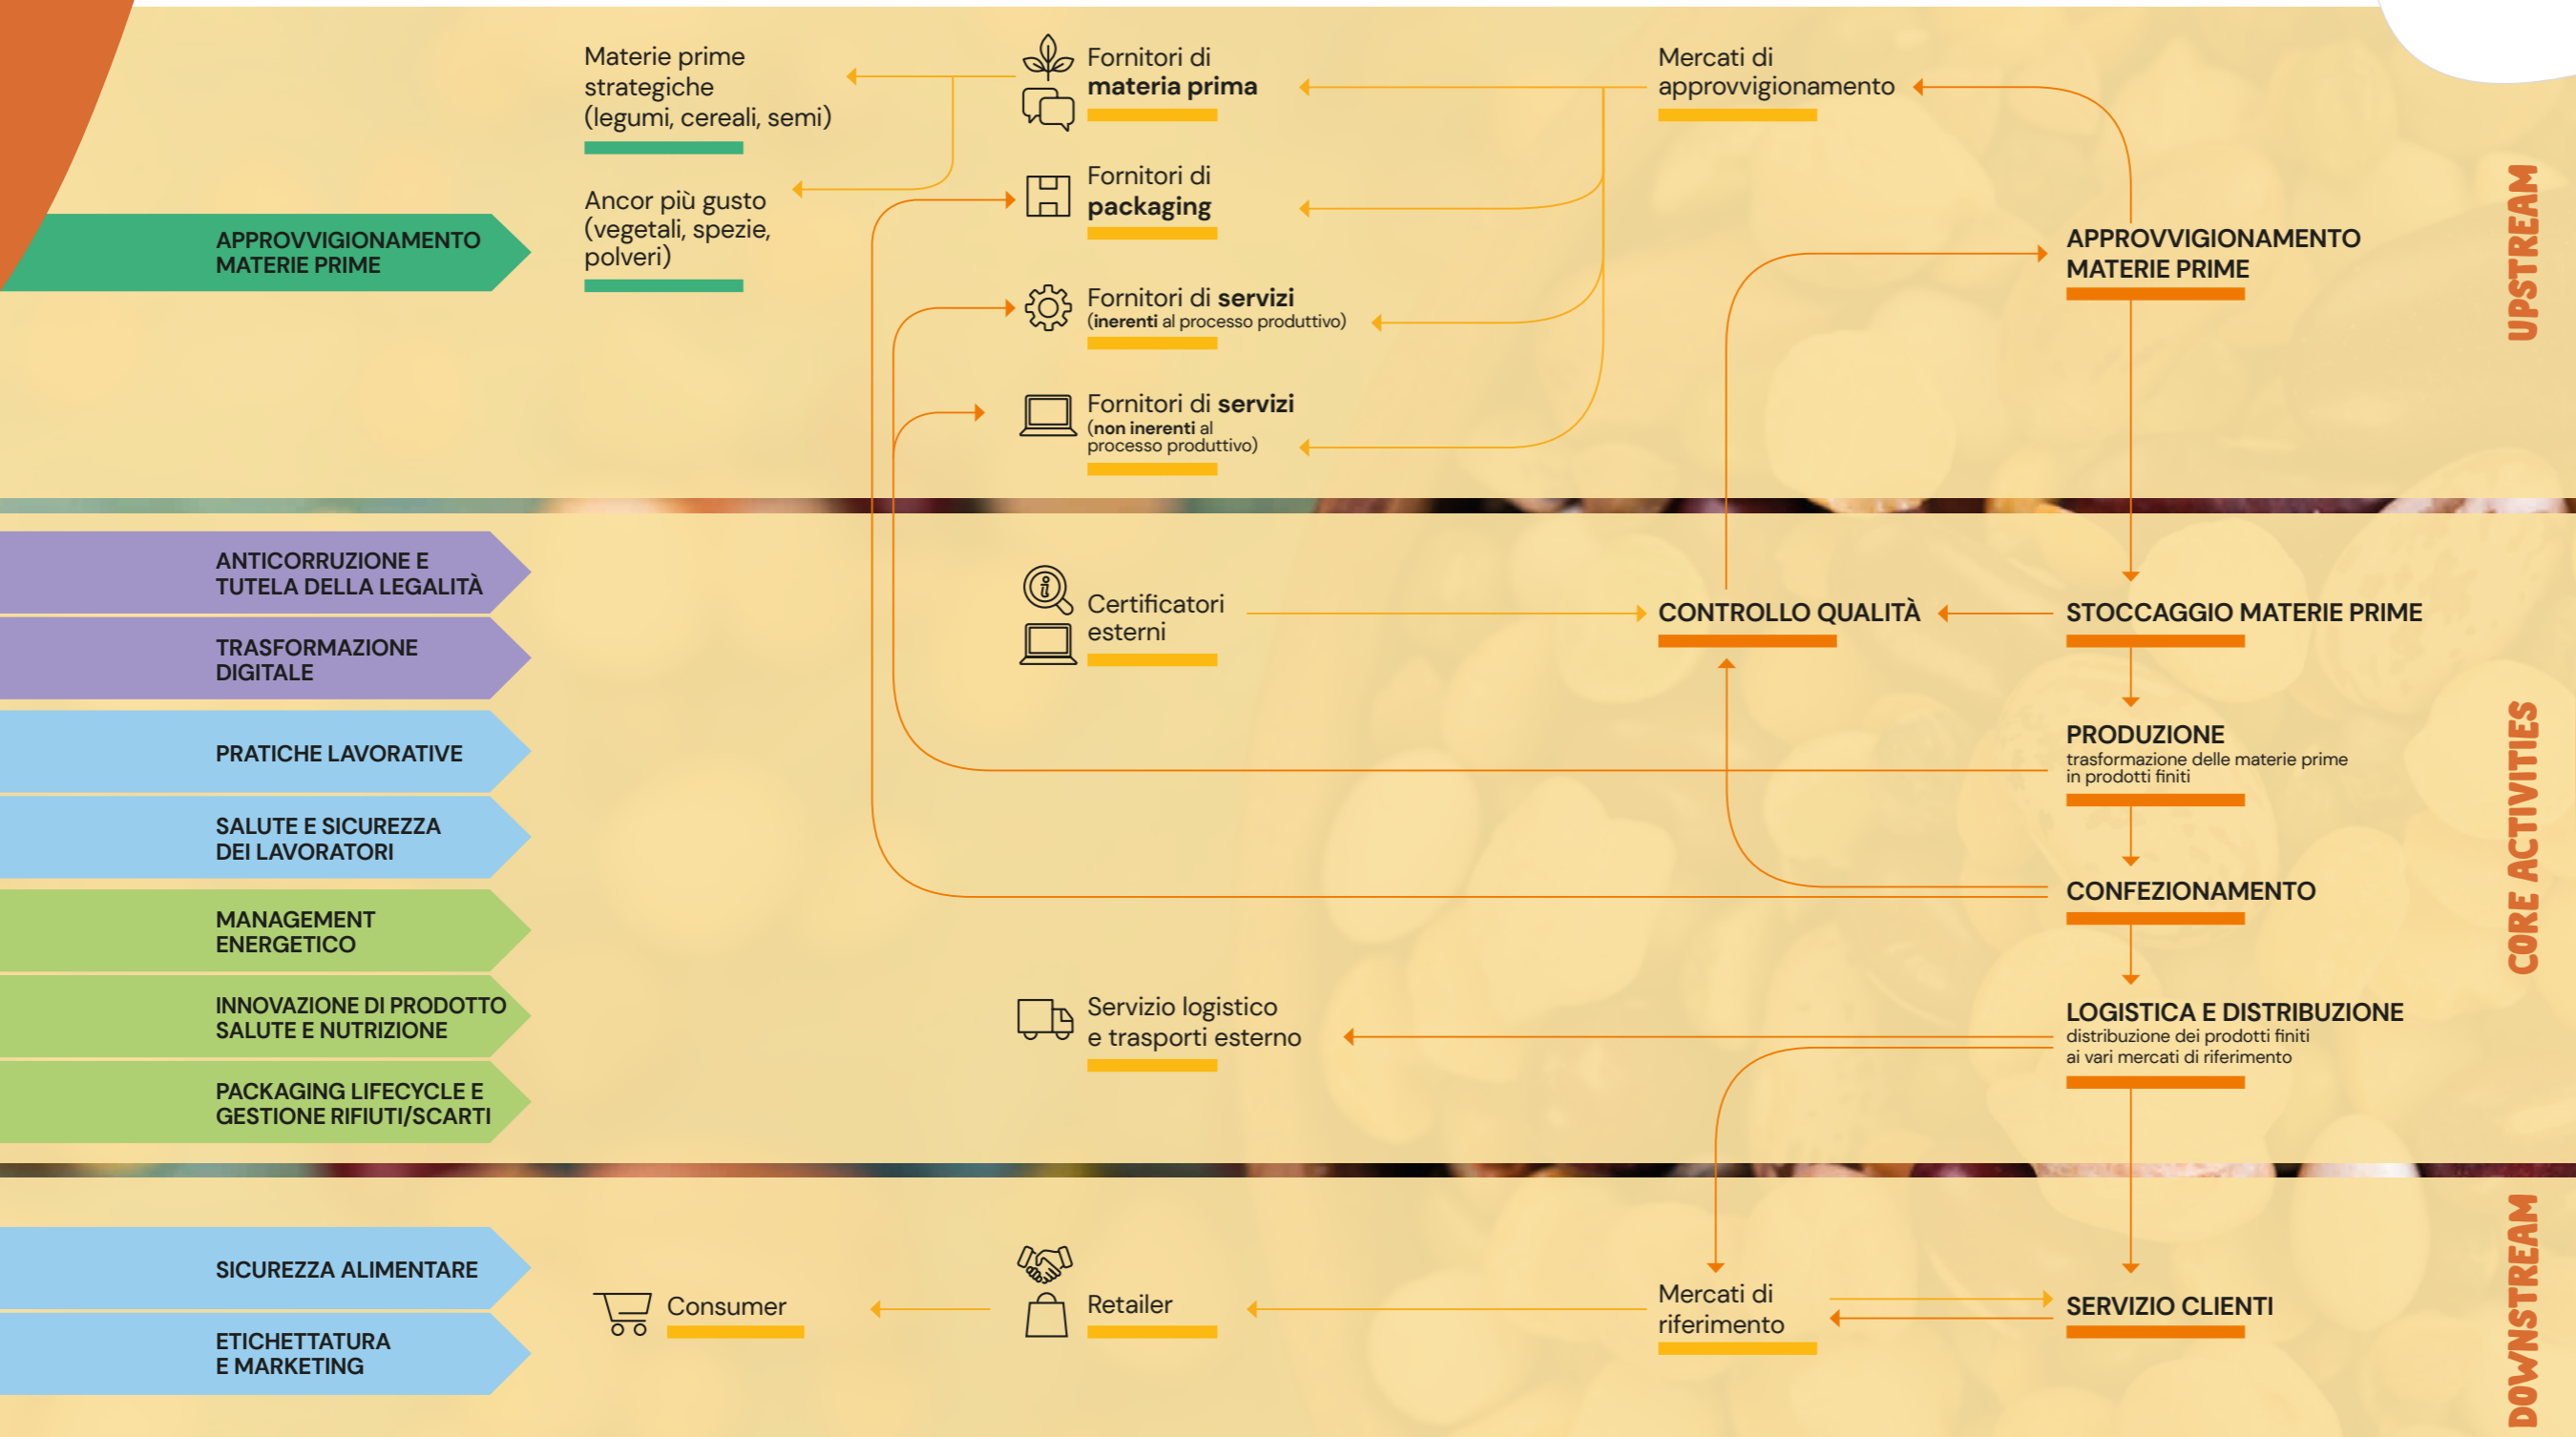 Materie prime
strategiche
(legumi, cereali, semi)
Ancor più gusto
(vegetali, spezie,
polveri)
Fornitori di
materia prima
Fornitori di
packaging
Fornitori di servizi
(inerenti al processo produttivo)
Fornitori di servizi
(non inerenti al
processo produttivo)
Mercati di
approvvigionamento
APPROVVIGIONAMENTO
MATERIE PRIME
APPROVVIGIONAMENTO
MATERIE PRIME
UPSTREAM
ANTICORRUZIONE E
TUTELA DELLA LEGALITÀ
TRASFORMAZIONE
DIGITALE
PRATICHE LAVORATIVE
SALUTE E SICUREZZA
DEI LAVORATORI
MANAGEMENT
ENERGETICO
INNOVAZIONE DI PRODOTTO
SALUTE E NUTRIZIONE
PACKAGING LIFECYCLE E
GESTIONE RIFIUTI/SCARTI
Certificatori
esterni
CONTROLLO QUALITÀ
STOCCAGGIO MATERIE PRIME
PRODUZIONE
trasformazione delle materie prime
in prodotti finiti
CONFEZIONAMENTO
Servizio logistico
e trasporti esterno
LOGISTICA E DISTRIBUZIONE
distribuzione dei prodotti finiti
ai vari mercati di riferimento
CORE ACTIVITIES
SICUREZZA ALIMENTARE
ETICHETTATURA
E MARKETING
Consumer
Retailer
Mercati di
riferimento
SERVIZIO CLIENTI
DOWNSTREAM